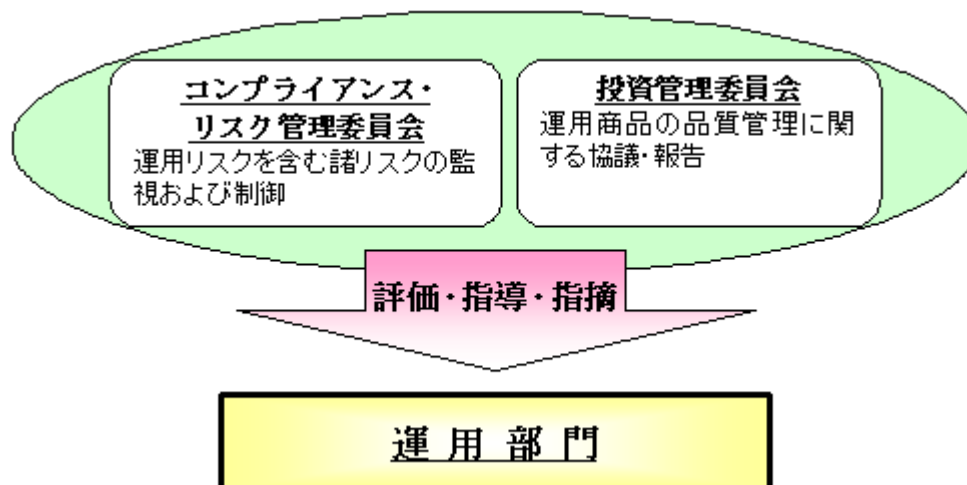 コンプライアンス・
リスク管理委員会
運用リスクを含む諸リスクの監
視および制御
投資管理委員会
運用商品の品質管理に関
する協議・報告
評価・指導・指摘
運用部門